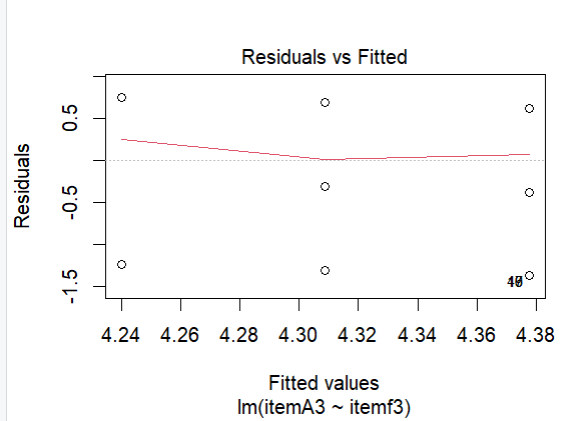 Residuals vs Fitted
Residuals
0.5
-0.5
-1.5
4.24 4.26 4.28 4.30 4.32 4.34 4.36 4.38
Fitted values
lm(itemA3 ~ itemf3)